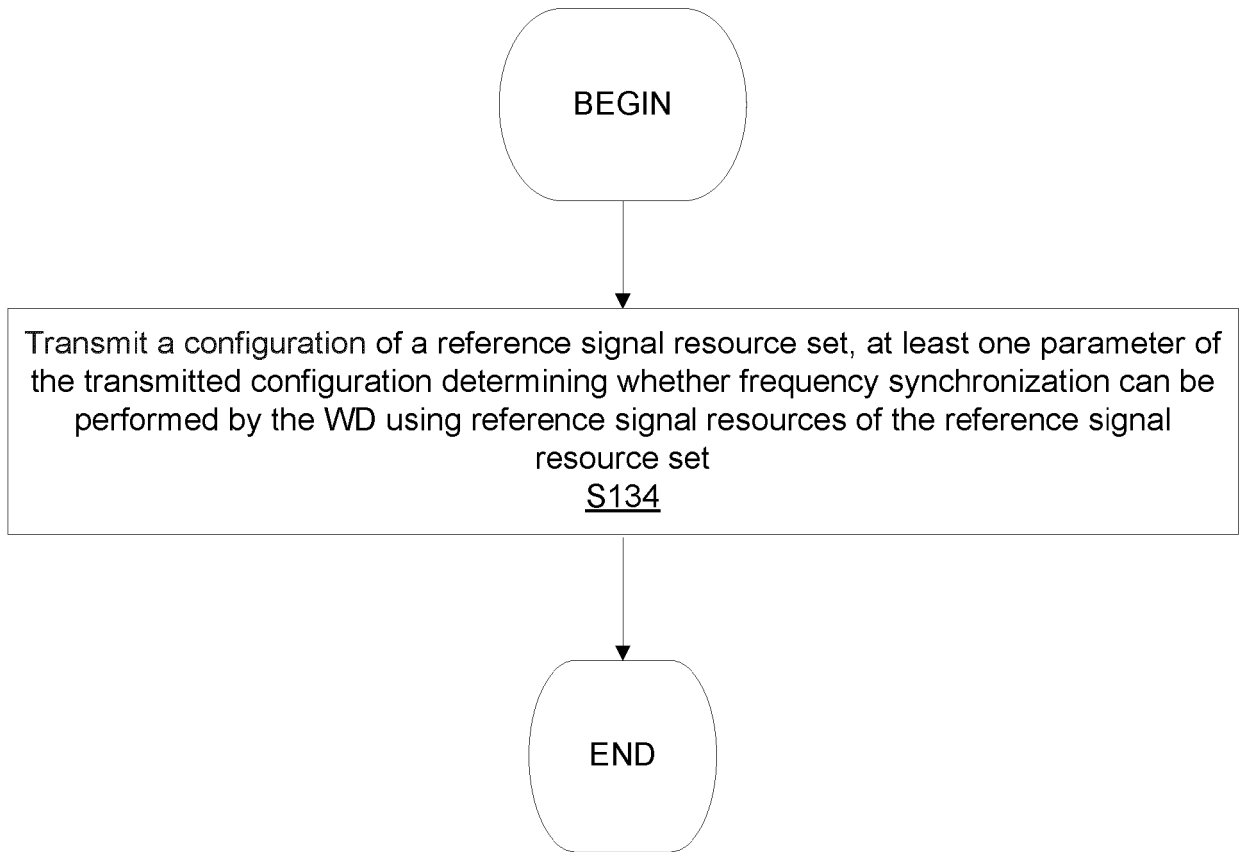 BEGIN
Transmit a configuration of a reference signal resource set, at least one parameter of
the transmitted configuration determining whether frequency synchronization can be
performed by the WD using reference signal resources of the reference signal
resource set
S134
END